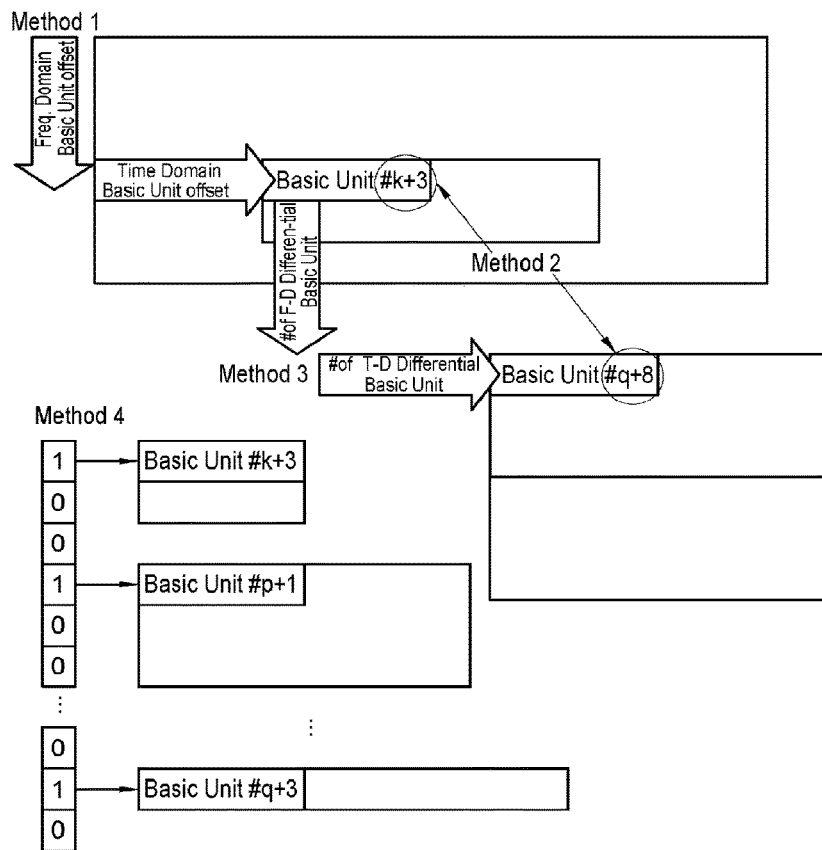 Method 1
Freq. Domain
Basic Unit offset
Time Domain
Basic Unit offset
Basic Unit #k+3
#of F-D Differen-tial
Basic Unit
Method 2
Method 3
#of T-D Differential
Basic Unit
Basic Unit #q+8
Method 4
1
Basic Unit #k+3
0
0
1
Basic Unit #p+1
0
0
⋮
⋮
0
1
Basic Unit #q+3
0